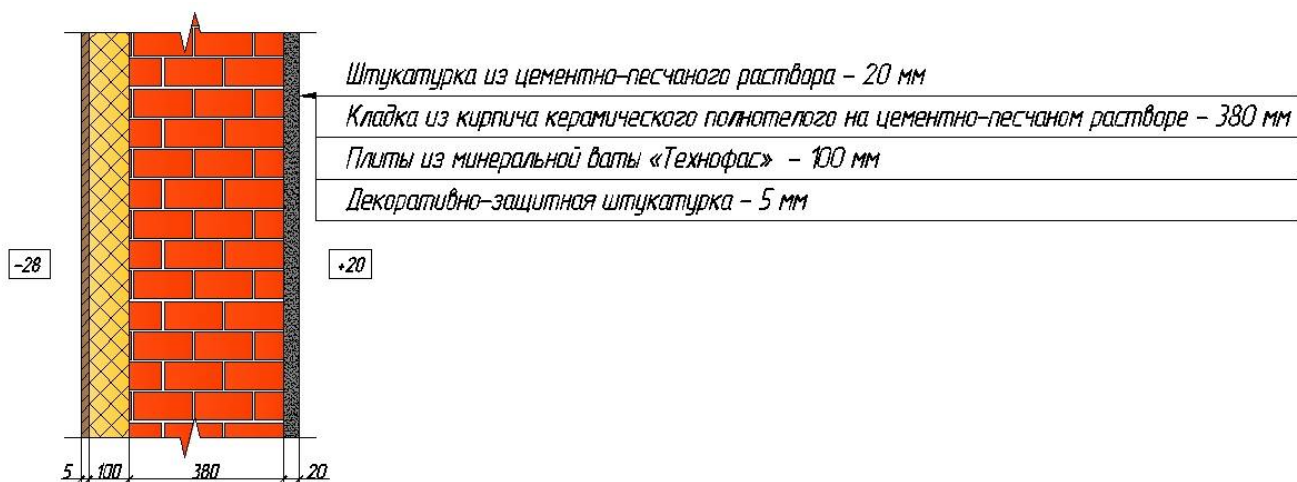 Штукатурка из цементно-песчаного раствора - 20 мм
Кладка из кирпича керамического полнотелого на цементно-песчаном растворе - 380 мм
Плиты из минеральной ваты «Технофас» - 100 мм
Декоративно-защитная штукатурка - 5 мм
-28
+20
5 100 380 20